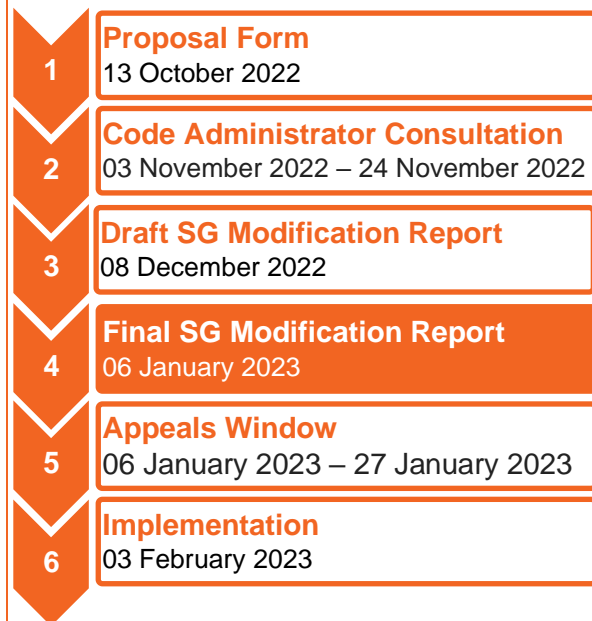 1
Proposal Form
13 October 2022
2
Code Administrator Consultation
03 November 2022 – 24 November 2022
3
Draft SG Modification Report
08 December 2022
4
Final SG Modification Report
06 January 2023
5
Appeals Window
06 January 2023 – 27 January 2023
6
Implementation
03 February 2023